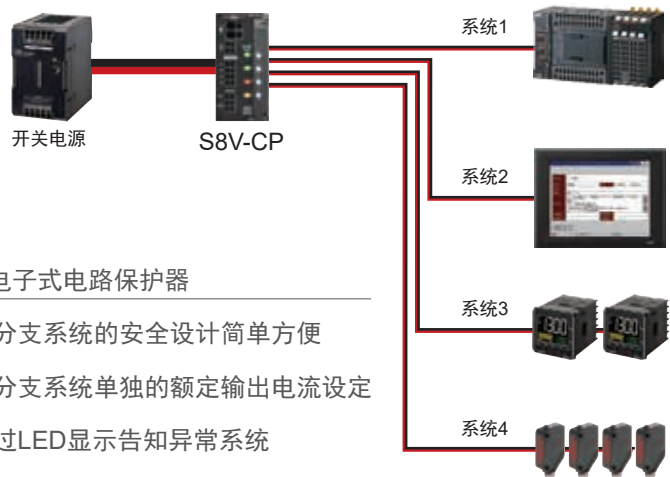 系统1
开关电源
S8V-CP
系统2
电子式电路保护器
系统3
分支系统的安全设计简单方便
分支系统单独的额定输出电流设定
系统4
过LED显示告知异常系统